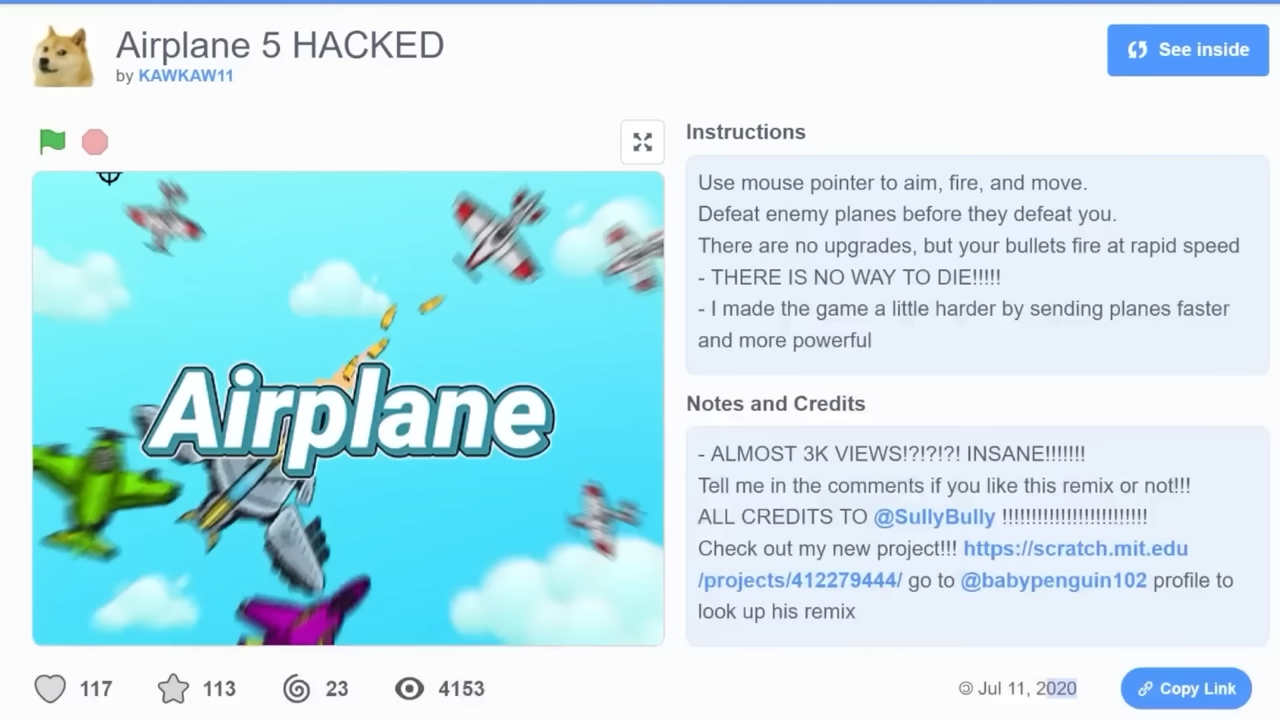 Airplane 5 HACKED
by KAWKAW11
See inside
Instructions
Use mouse pointer to aim, fire, and move.
Defeat enemy planes before they defeat you.
There are no upgrades, but your bullets fire at rapid speed
- THERE IS NO WAY TO DIE!!!!!
- I made the game a little harder by sending planes faster
and more powerful
Airplane
Notes and Credits
- ALMOST 3K VIEWS!?!?!?! INSANE!!!!!!!
Tell me in the comments if you like this remix or not!!!
ALL CREDITS TO @SullyBully !!!!!!!!!!!!!!!!!!!!!!!!!
Check out my new project!!! https://scratch.mit.edu
/projects/412279444/ go to @babypenguin102 profile to
look up his remix
117 113 23 4153
Jul 11, 2020
Copy Link